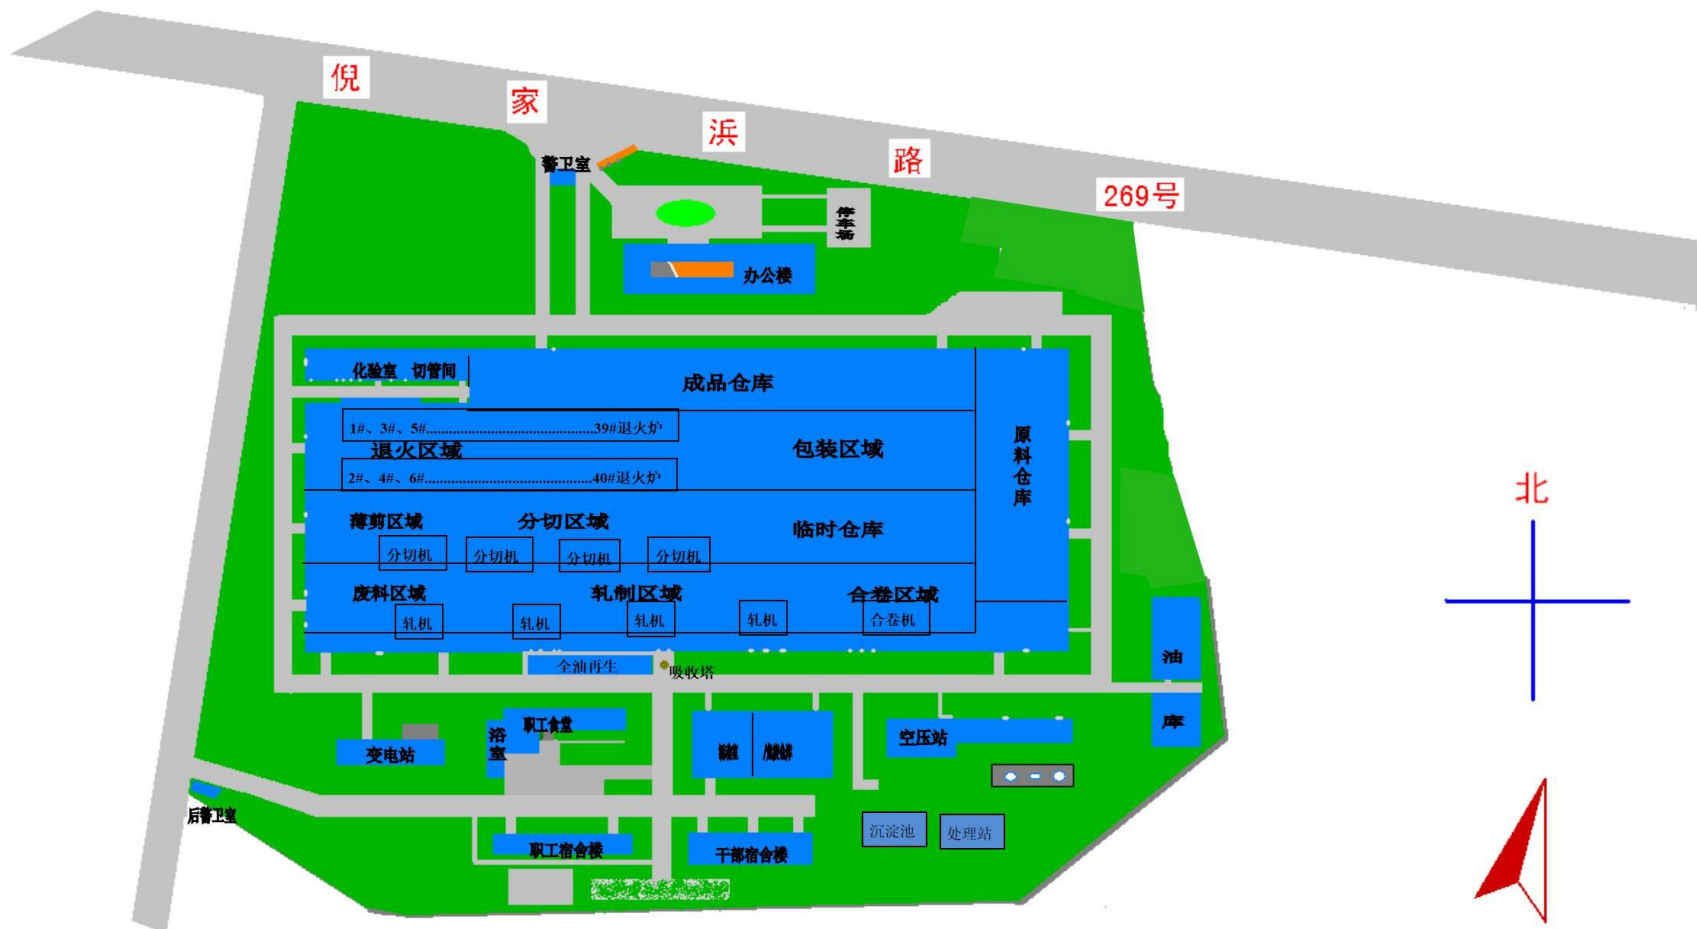 倪家浜路
269号
警卫室
停车场
办公楼
化验室 切管间
成品仓库
1#、3#、5#..........................................39#退火炉
退火区域
包装区域
原料仓库
2#、4#、6#..........................................40#退火炉
薄剪区域
分切区域
临时仓库
分切机
分切机
分切机
分切机
废料区域
轧制区域
合卷区域
轧机
轧机
轧机
轧机
合卷机
全油再生
吸收塔
油库
变电站
浴室
职工食堂
空压站
后警卫室
职工宿舍楼
干部宿舍楼
沉淀池
处理站
北